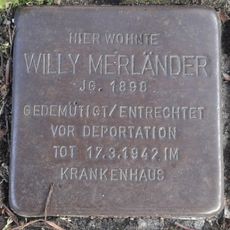 HIER WOHNTE
WILLY MERLÄNDER
JG. 1898
GEDEMÜTIGT/ENTRECHTET
VOR DEPORTATION
TOT 17.3.1942 IM
KRANKENHAUS